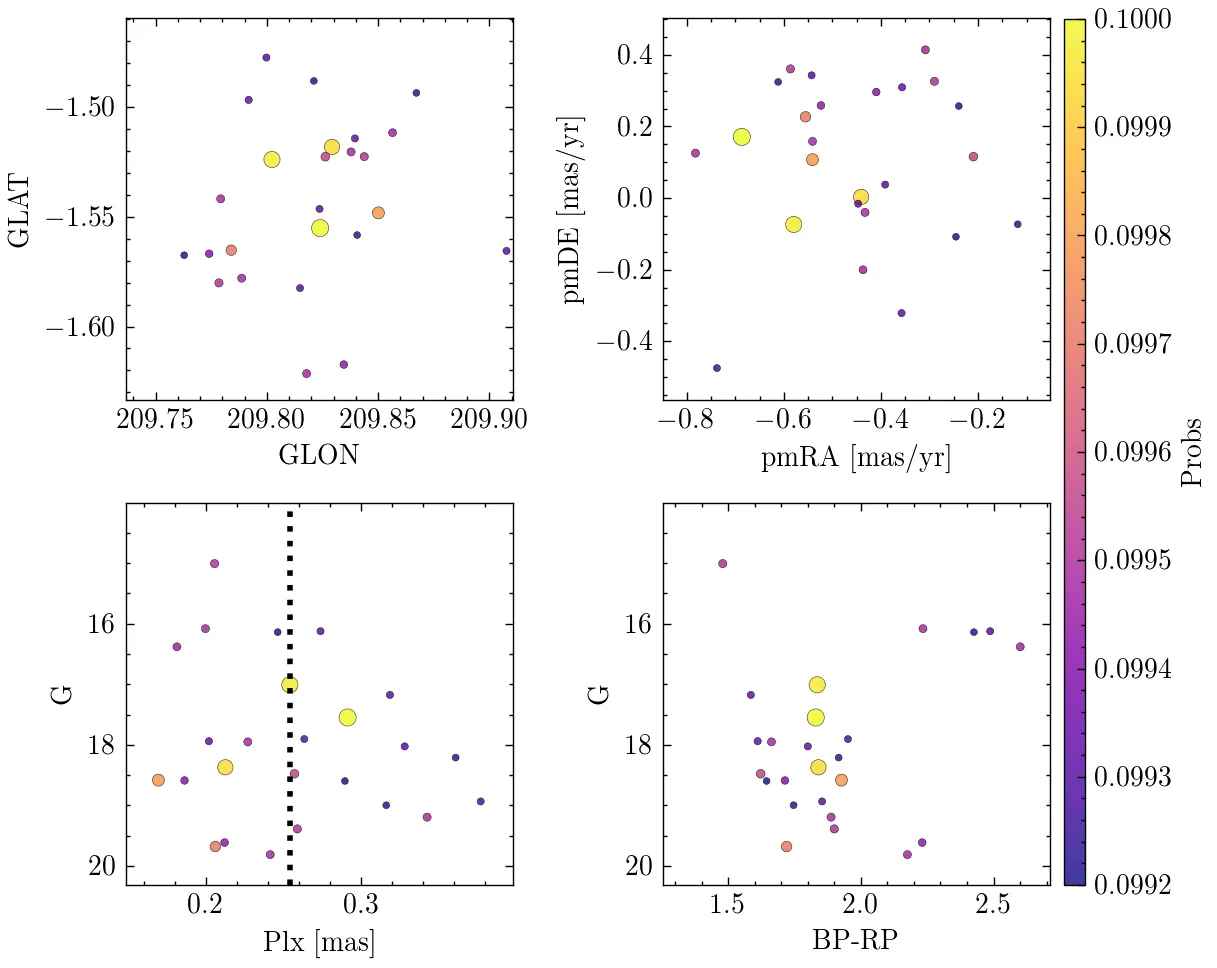 −1.50
−1.55
−1.60
GLAT
209.75 209.80 209.85 209.90
GLON
0.4
0.2
0.0
−0.2
−0.4
pmDE [mas/yr]
−0.8 −0.6 −0.4 −0.2
pmRA [mas/yr]
0.1000
0.0999
0.0998
0.0997
0.0996
0.0995
0.0994
0.0993
0.0992
Probs
16
18
20
G
0.2 0.3
Plx [mas]
16
18
20
G
1.5 2.0 2.5
BP-RP